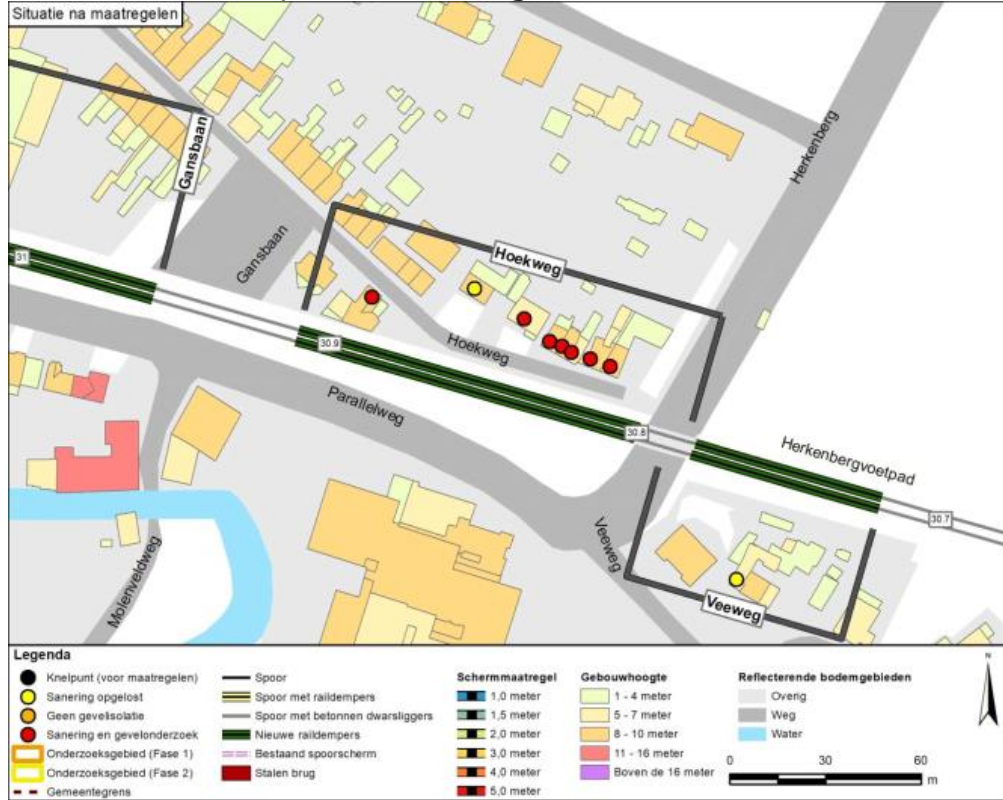 Situatie na maatregelen
Gansbaan
Herkenberg
Gansbaan
Hoekweg
31
30.9
Hoekweg
Parallelweg
30.8
Herkenbergvoetpad
30.7
Veeweg
Molenveldweg
Veeweg
Legenda
Knelpunt (voor maatregelen)
Sanering opgelost
Geen gevelisolatie
Sanering en gevelonderzoek
Onderzoeksgebied (Fase 1)
Onderzoeksgebied (Fase 2)
Gemeentegrens
Spoor
Spoor met raildempers
Spoor met betonnen dwarsliggers
Nieuwe raildempers
Bestaand spoorscherm
Stalen brug
Schermmaatregel
1,0 meter
1,5 meter
2,0 meter
3,0 meter
4,0 meter
5,0 meter
Gebouwhoogte
1 - 4 meter
5 - 7 meter
8 - 10 meter
11 - 16 meter
Boven de 16 meter
Reflecterende bodemgebieden
Overig
Weg
Water
N
0 30 60
m